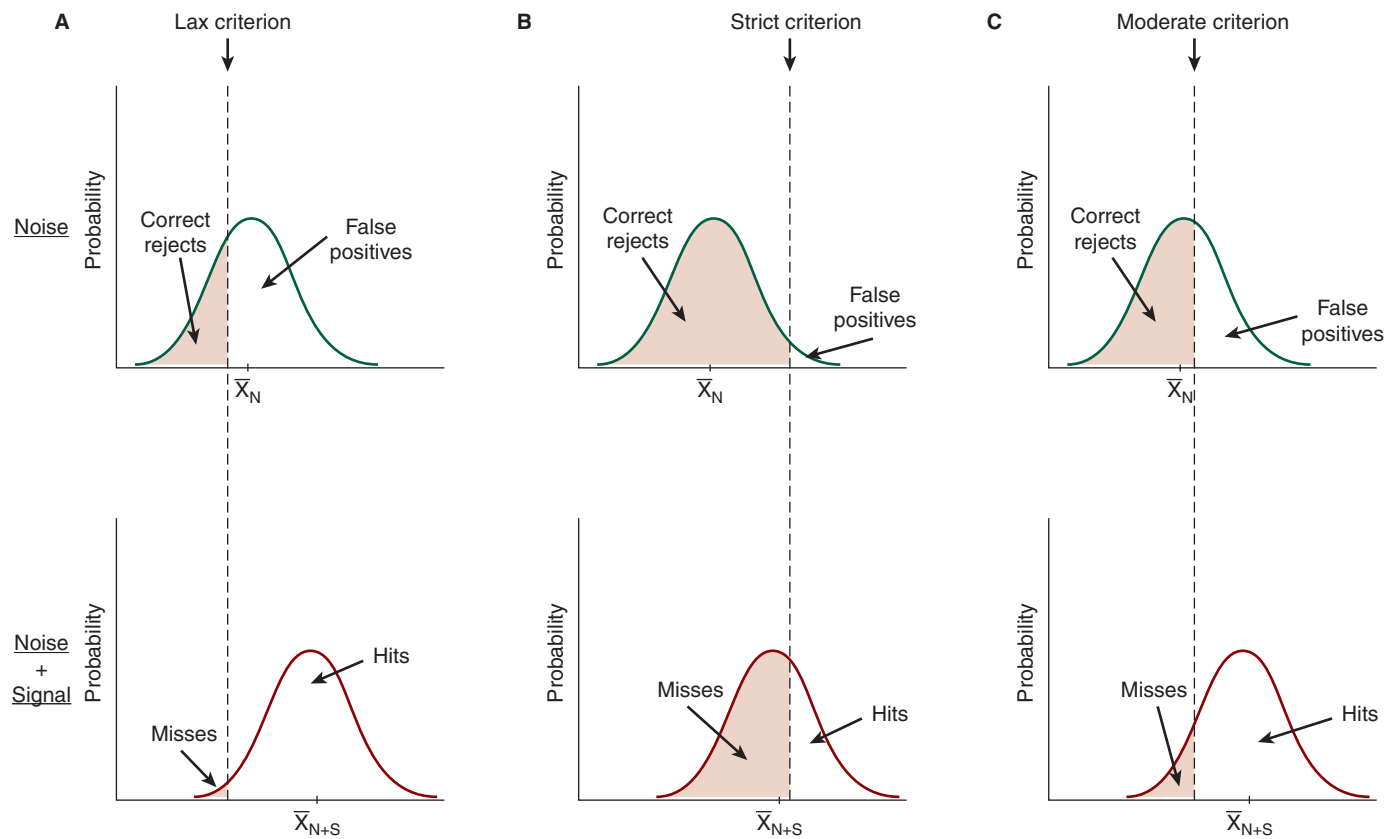 A
Lax criterion
B
Strict criterion
C
Moderate criterion
Noise
Probability
Correct
rejects
False
positives
X̅N
Probability
Correct
rejects
False
positives
X̅N
Probability
Correct
rejects
False
positives
X̅N
Noise
+
Signal
Probability
Misses
Hits
X̅N+S
Probability
Misses
Hits
X̅N+S
Probability
Misses
Hits
X̅N+S